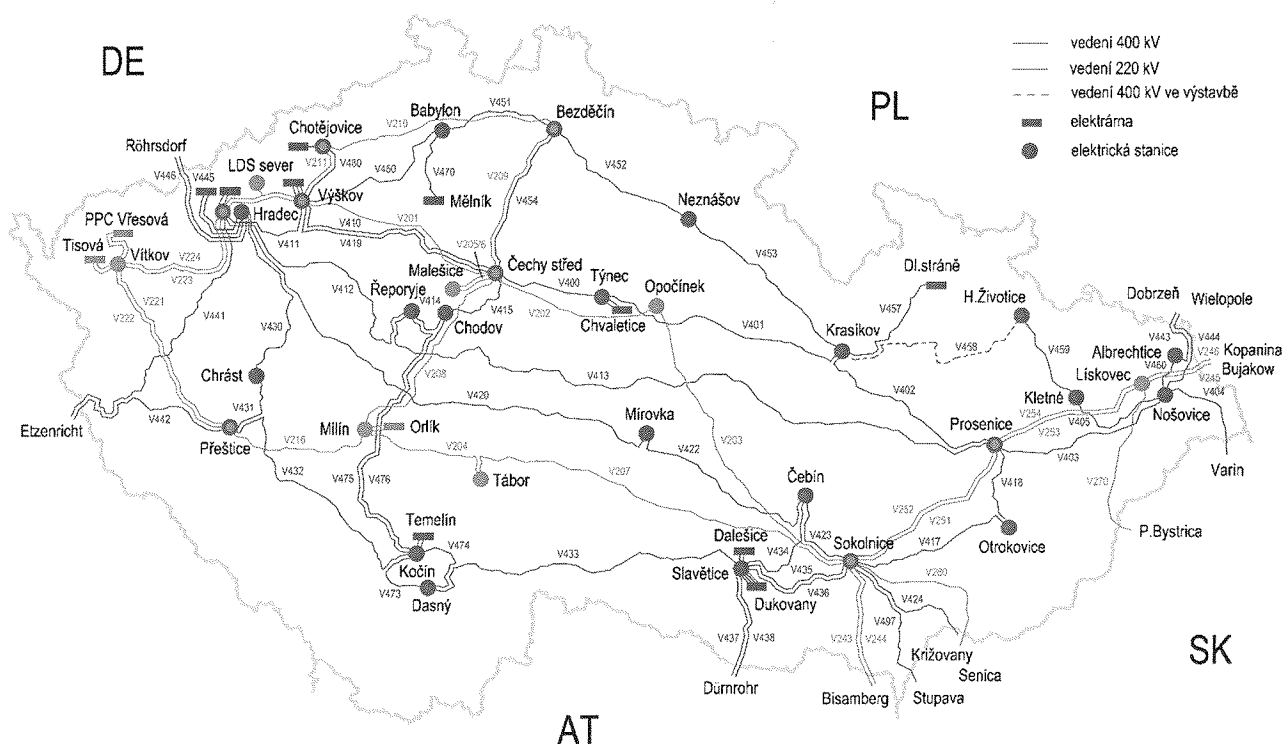 DE
PL
SK
AT
vedení 400 kV
vedení 220 kV
vedení 400 kV ve výstavbě
elektrárna
elektrická stanice
Babylon
V451
Bezděčín
Chotějovice
V210
Röhrsdorf
V446
V445
LDS sever
V211
V480
V450
V470
V209
V454
V452
Výškov
Mělník
Neznášov
PPC Vřesová
Hradec
V410
V201
V411
V419
V205/6
Tisová
Vítkov
V224
V223
Malešice
Čechy střed
V400
Týnec
Opočínek
V453
Dl.stráně
V457
H.Životice
Dobrzeň
Wielopole
V221
V222
V441
V430
V412
Řeporyje
V414
V415
Chodov
V202
Chvaletice
V401
Krasíkov
V458
V459
V443
V444
Albrechtice
V246
Kopanina
Lískovec
V460
Bujakow
V245
V404
Chrást
V208
V413
V402
Kletné
V254
V405
Nošovice
V431
V420
Mírovka
Prosenice
V253
V403
Etzenricht
V442
Přeštice
V216
Milín
Orlík
V204
V422
V203
Varin
V432
V475
V476
Tábor
V207
Čebín
V252
V418
V270
V251
P.Bystrica
Temelín
V474
V433
Dalešice
V434
V423
Sokolnice
V417
Otrokovice
Kočín
Slavětice
V435
V280
V473
Dasný
Dukovany
V436
V424
V497
V437
V438
V243
V244
Križovany
Senica
Dürnrohr
Bisamberg
Stupava